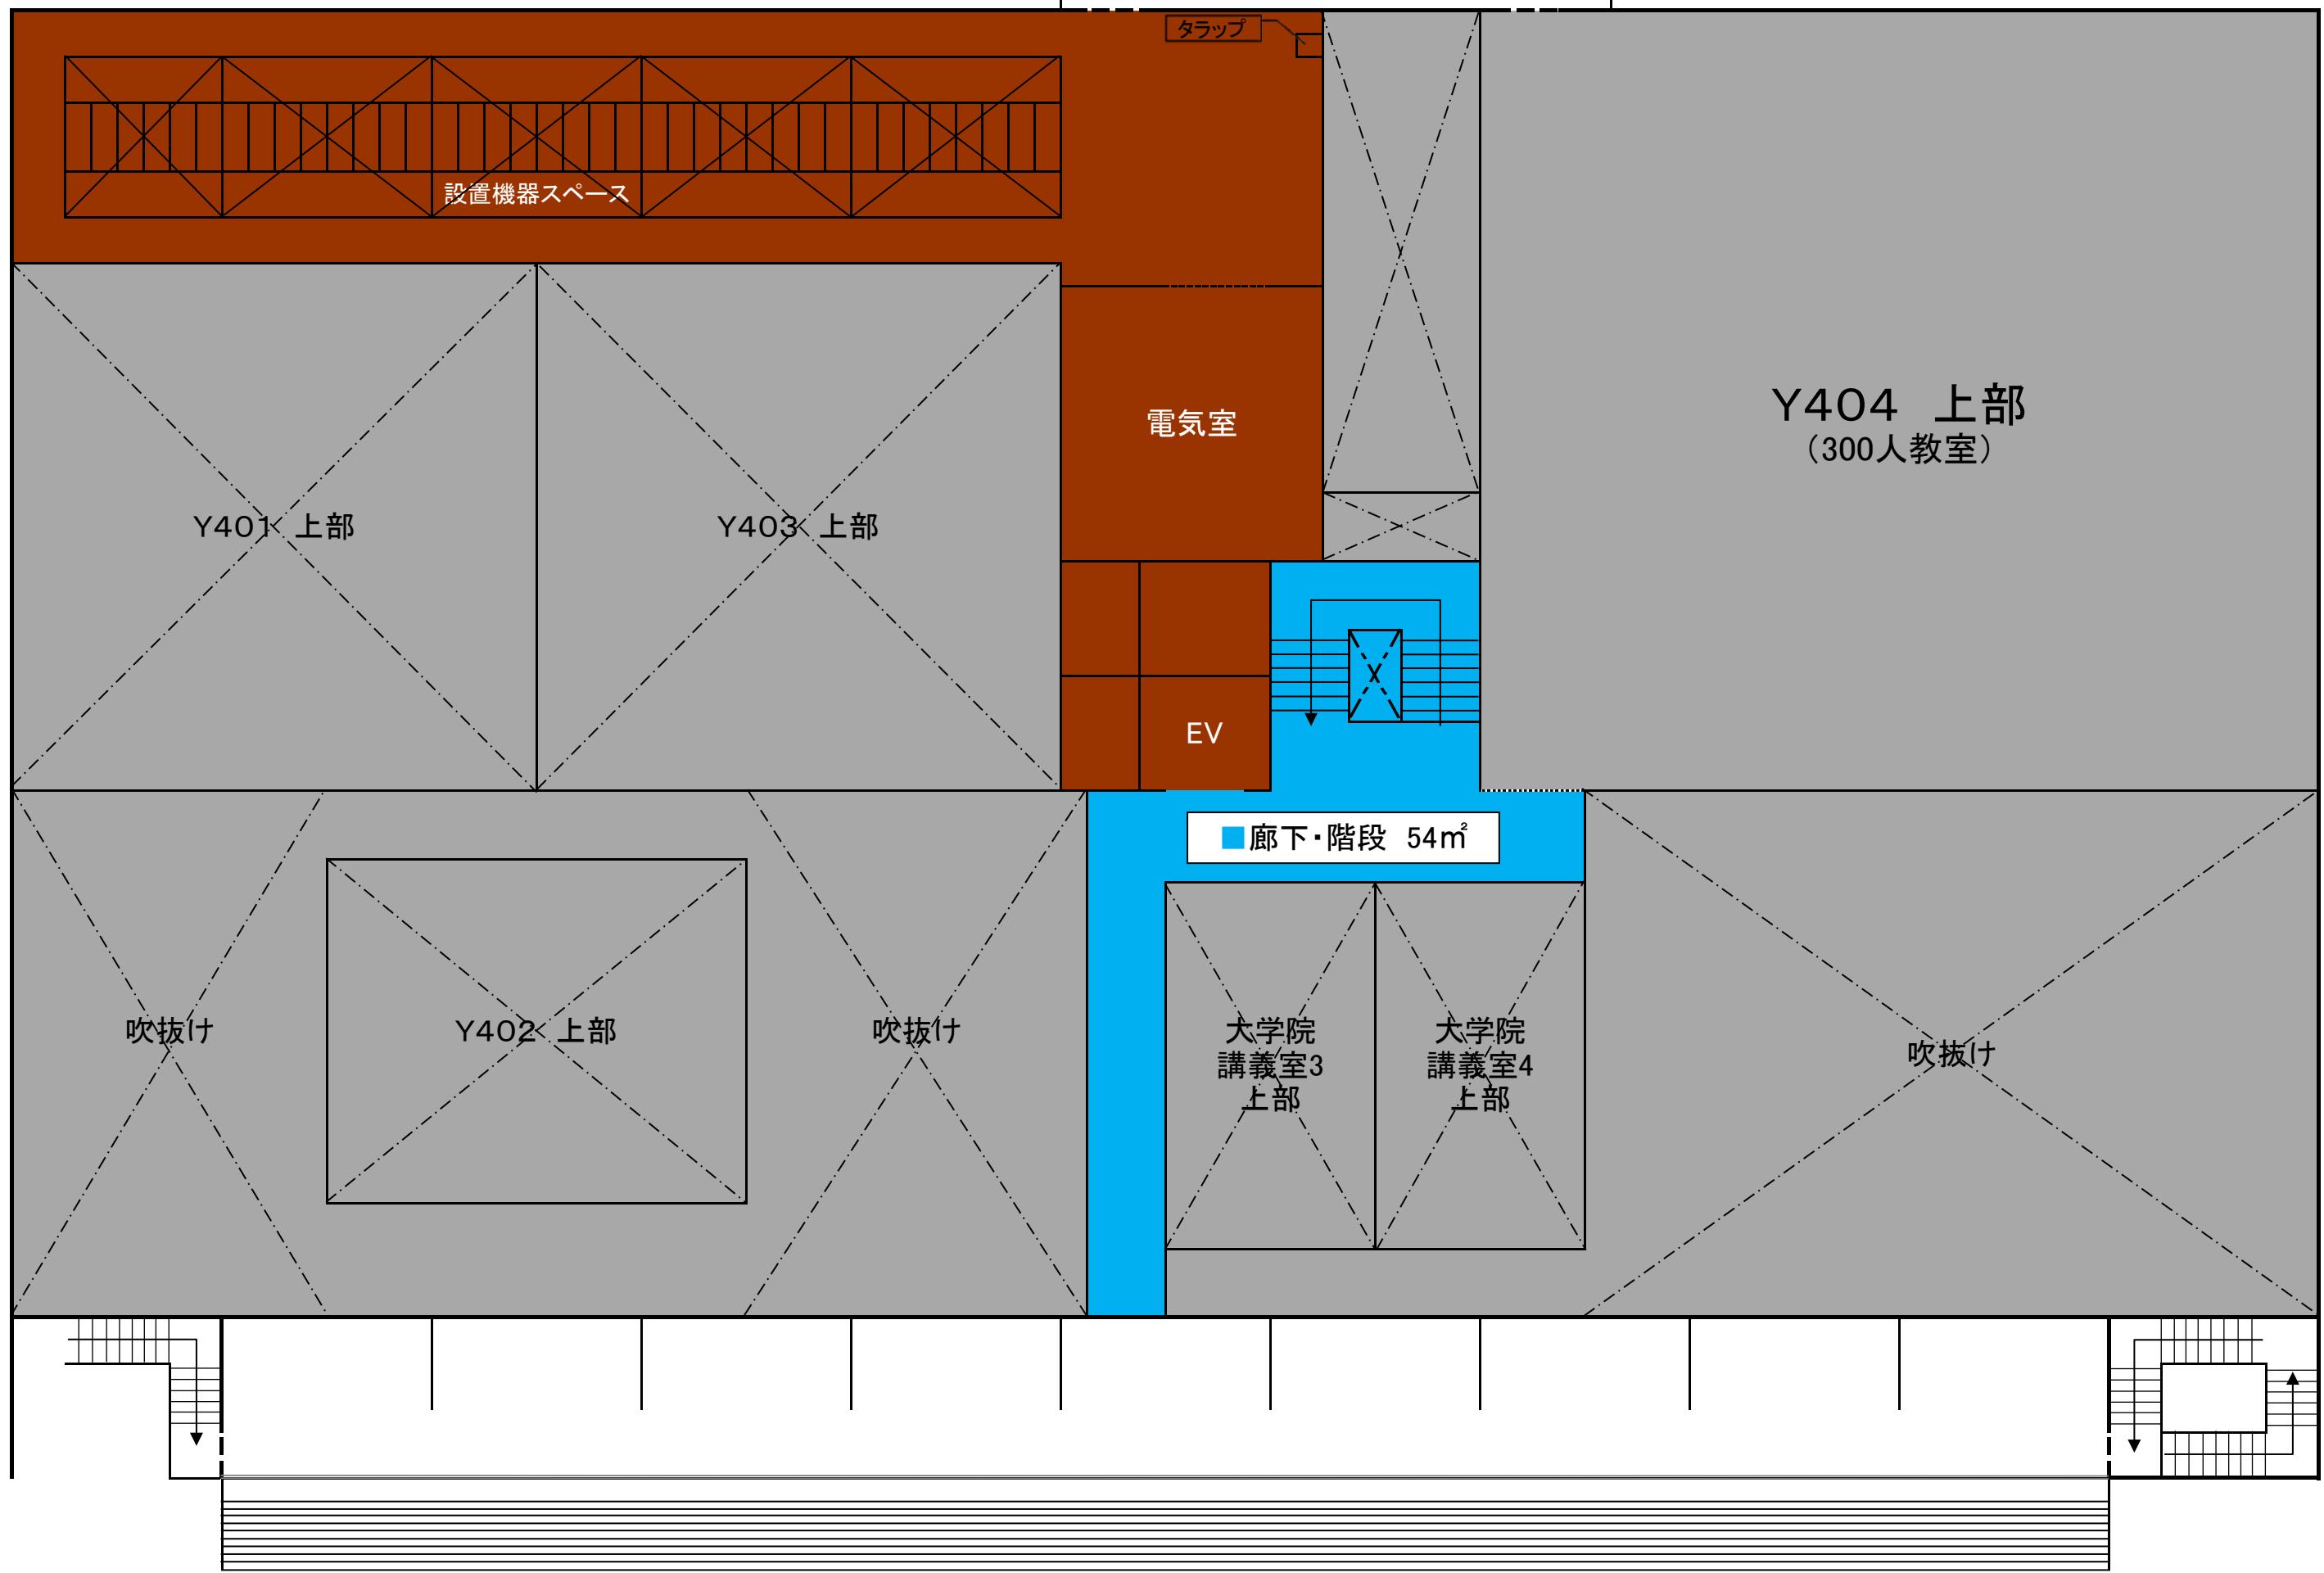 タラップ
設置機器スペース
電気室
Y404　上部
（300人教室）
Y401　上部
Y403　上部
EV
■廊下・階段　54㎡
吹抜け
Y402　上部
吹抜け
大学院
講義室3
上部
大学院
講義室4
上部
吹抜け